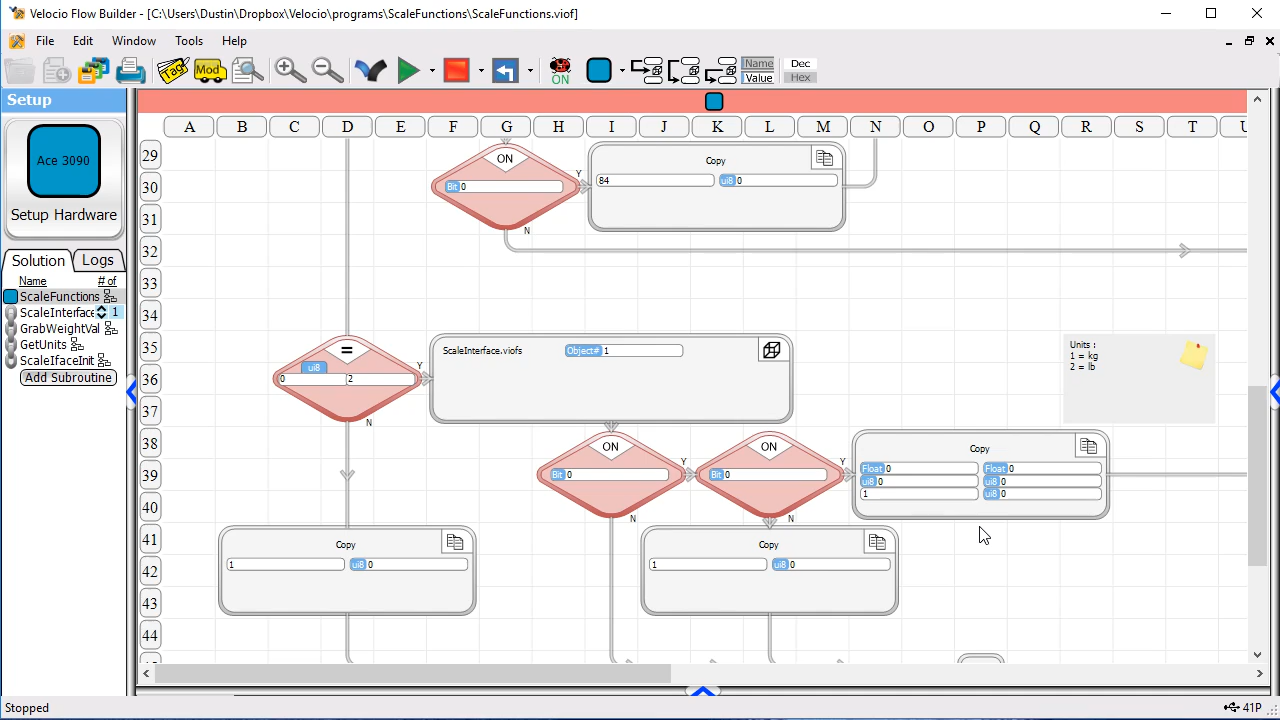 Velocio Flow Builder - [C:\Users\Dustin\Dropbox\Velocio\programs\ScaleFunctions\ScaleFunctions.viof]
File Edit Window Tools Help
Tag Mod ON Name Value Dec Hex
Setup
Ace 3090
Setup Hardware
Solution Logs
Name # of
ScaleFunctions
ScaleInterface 1
GrabWeightVal
GetUnits
ScaleIfaceInit
Add Subroutine
A B C D E F G H I J K L M N O P Q R S T U
29
30
31
32
33
34
35
36
37
38
39
40
41
42
43
44
ON
Bit 0
Y
N
Copy
84 ui8 0
=
ui8
0 2
Y
N
ScaleInterface.viofs Object# 1
Units :
1 = kg
2 = lb
ON
Bit 0
Y
N
ON
Bit 0
Y
N
Copy
Float 0 Float 0
ui8 0 ui8 0
1 ui8 0
Copy
1 ui8 0
Copy
1 ui8 0
Stopped 41P